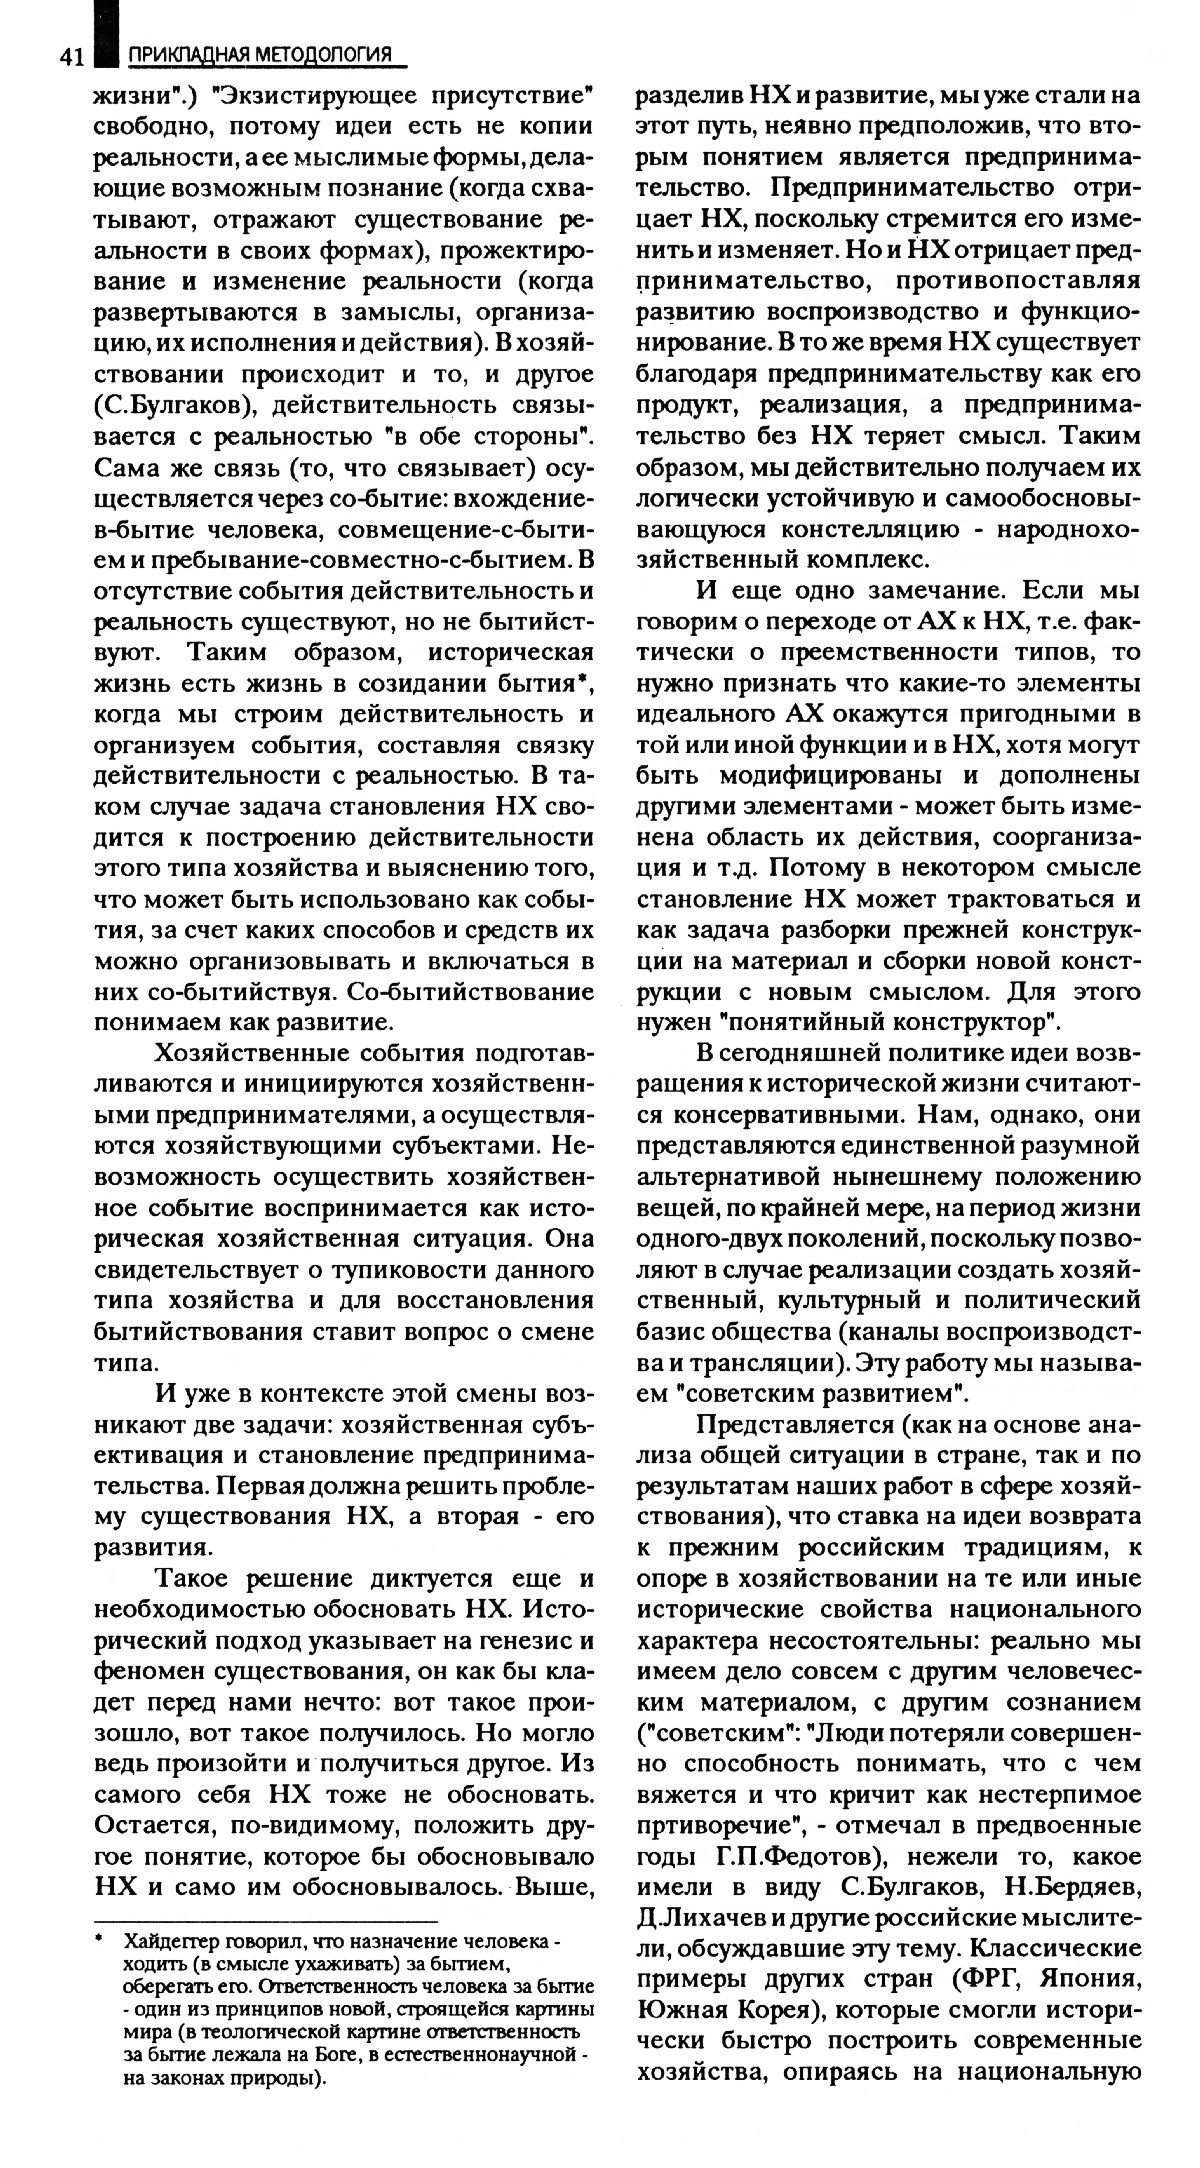 41
ПРИКЛАДНАЯ МЕТОДОЛОГИЯ
жизни".) "Экзистирующее присутствие"
свободно, потому идеи есть не копии
реальности, а ее мыслимые формы, дела-
ющие возможным познание (когда схва-
тывают, отражают существование ре-
альности в своих формах), прожектиро-
вание и изменение реальности (когда
развертываются в замыслы, организа-
цию, их исполнения и действия). В хозяй-
ствовании происходит и то, и другое
(С.Булгаков), действительность связы-
вается с реальностью "в обе стороны".
Сама же связь (то, что связывает) осу-
ществляется через со-бытие: вхождение-
в-бытие человека, совмещение-с-быти-
ем и пребывание-совместно-с-бытием. В
отсутствие события действительность и
реальность существуют, но не бытийст-
вуют. Таким образом, историческая
жизнь есть жизнь в созидании бытия*,
когда мы строим действительность и
организуем события, составляя связку
действительности с реальностью. В та-
ком случае задача становления НХ сво-
дится к построению действительности
этого типа хозяйства и выяснению того,
что может быть использовано как собы-
тия, за счет каких способов и средств их
можно организовывать и включаться в
них со-бытийствуя. Со-бытийствование
понимаем как развитие.
Хозяйственные события подготав-
ливаются и инициируются хозяйственн-
ыми предпринимателями, а осуществля-
ются хозяйствующими субъектами. Не-
возможность осуществить хозяйствен-
ное событие воспринимается как исто-
рическая хозяйственная ситуация. Она
свидетельствует о тупиковости данного
типа хозяйства и для восстановления
бытийствования ставит вопрос о смене
типа.
И уже в контексте этой смены воз-
никают две задачи: хозяйственная субъ-
ективация и становление предпринима-
тельства. Первая должна решить пробле-
му существования НХ, а вторая - его
развития.
Такое решение диктуется еще и
необходимостью обосновать НХ. Исто-
рический подход указывает на генезис и
феномен существования, он как бы кла-
дет перед нами нечто: вот такое прои-
зошло, вот такое получилось. Но могло
ведь произойти и получиться другое. Из
самого себя НХ тоже не обосновать.
Остается, по-видимому, положить дру-
гое понятие, которое бы обосновывало
НХ и само им обосновывалось. Выше,
* Хайдеггер говорил, что назначение человека -
ходить (в смысле ухаживать) за бытием,
оберегать его. Ответственность человека за бытие
- один из принципов новой, строящейся картины
мира (в теологической картине ответственность
за бытие лежала на Боге, в естественнонаучной -
на законах природы).
разделив НХ и развитие, мы уже стали на
этот путь, неявно предположив, что вто-
рым понятием является предпринима-
тельство. Предпринимательство отри-
цает НХ, поскольку стремится его изме-
нить и изменяет. Но и НХ отрицает пред-
принимательство, противопоставляя
развитию воспроизводство и функцио-
нирование. В то же время НХ существует
благодаря предпринимательству как его
продукт, реализация, а предпринима-
тельство без НХ теряет смысл. Таким
образом, мы действительно получаем их
логически устойчивую и самообосновы-
вающуюся констелляцию - народнохо-
зяйственный комплекс.
И еще одно замечание. Если мы
говорим о переходе от АХ к НХ, т.е. фак-
тически о преемственности типов, то
нужно признать что какие-то элементы
идеального АХ окажутся пригодными в
той или иной функции и в НХ, хотя могут
быть модифицированы и дополнены
другими элементами - может быть изме-
нена область их действия, соорганиза-
ция и т.д. Потому в некотором смысле
становление НХ может трактоваться и
как задача разборки прежней конструк-
ции на материал и сборки новой конст-
рукции с новым смыслом. Для этого
нужен "понятийный конструктор".
В сегодняшней политике идеи возв-
ращения к исторической жизни считают-
ся консервативными. Нам, однако, они
представляются единственной разумной
альтернативой нынешнему положению
вещей, по крайней мере, на период жизни
одного-двух поколений, поскольку позво-
ляют в случае реализации создать хозяй-
ственный, культурный и политический
базис общества (каналы воспроизводст-
ва и трансляции). Эту работу мы называ-
ем "советским развитием".
Представляется (как на основе ана-
лиза общей ситуации в стране, так и по
результатам наших работ в сфере хозяй-
ствования), что ставка на идеи возврата
к прежним российским традициям, к
опоре в хозяйствовании на те или иные
исторические свойства национального
характера несостоятельны: реально мы
имеем дело совсем с другим человечес-
ким материалом, с другим сознанием
("советским": "Люди потеряли совершен-
но способность понимать, что с чем
вяжется и что кричит как нестерпимое
пртиворечие", - отмечал в предвоенные
годы Г.П.Федотов), нежели то, какое
имели в виду С.Булгаков, Н.Бердяев,
Д.Лихачев и другие российские мыслите-
ли, обсуждавшие эту тему. Классические
примеры других стран (ФРГ, Япония,
Южная Корея), которые смогли истори-
чески быстро построить современные
хозяйства, опираясь на национальную